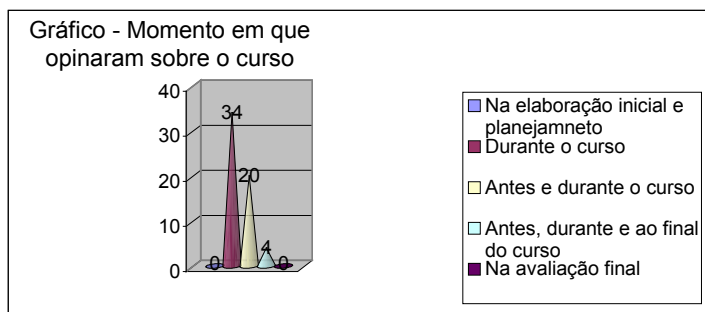 Gráfico - Momento em que
opinaram sobre o curso
40
30
20
10
0
0
34
20
4
0
Na elaboração inicial e
planejamneto
Durante o curso
Antes e durante o curso
Antes, durante e ao final
do curso
Na avaliação final